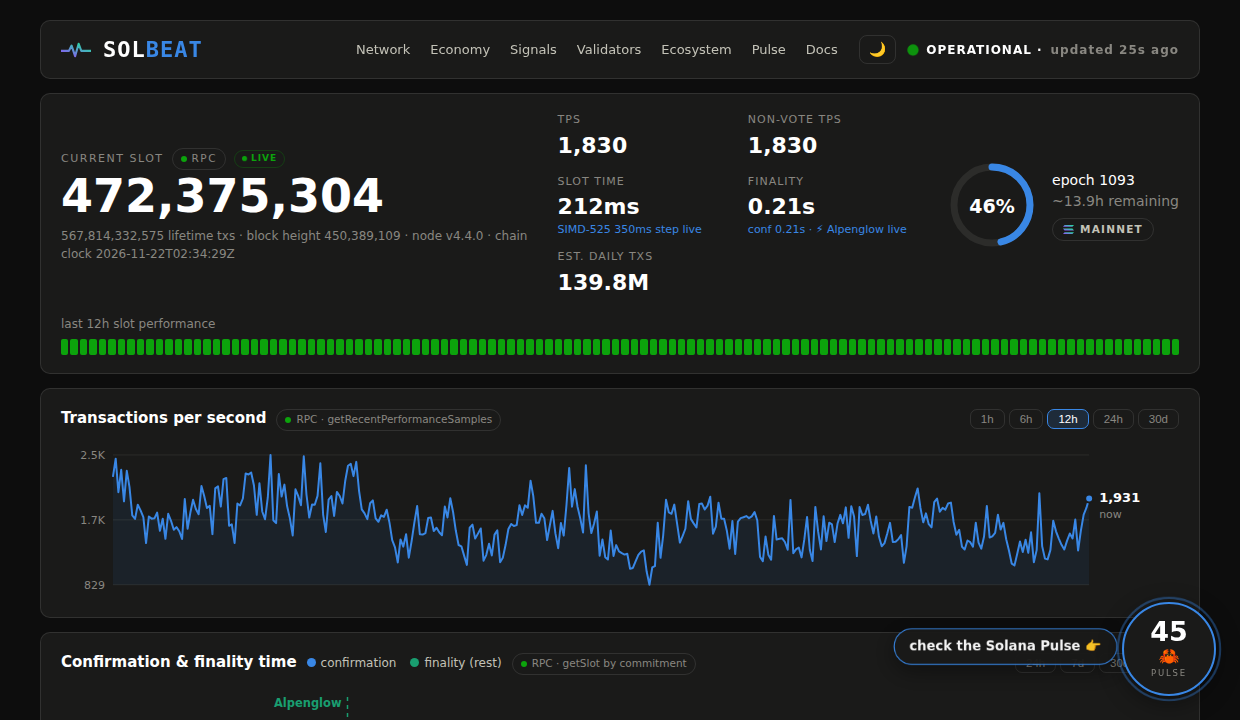 SOLBEAT
Network Economy Signals Validators Ecosystem Pulse Docs 🌙 OPERATIONAL · updated 25s ago
CURRENT SLOT RPC LIVE
472,375,304
567,814,332,575 lifetime txs · block height 450,389,109 · node v4.4.0 · chain
clock 2026-11-22T02:34:29Z
TPS
1,830
NON-VOTE TPS
1,830
SLOT TIME
212ms
SIMD-525 350ms step live
FINALITY
0.21s
conf 0.21s · ⚡ Alpenglow live
EST. DAILY TXS
139.8M
46%
epoch 1093
~13.9h remaining
MAINNET
last 12h slot performance
Transactions per second RPC · getRecentPerformanceSamples
1h 6h 12h 24h 30d
2.5K
1.7K
829
1,931
now
Confirmation & finality time confirmation finality (rest) RPC · getSlot by commitment
Alpenglow
check the Solana Pulse 👉
45
🦀
PULSE